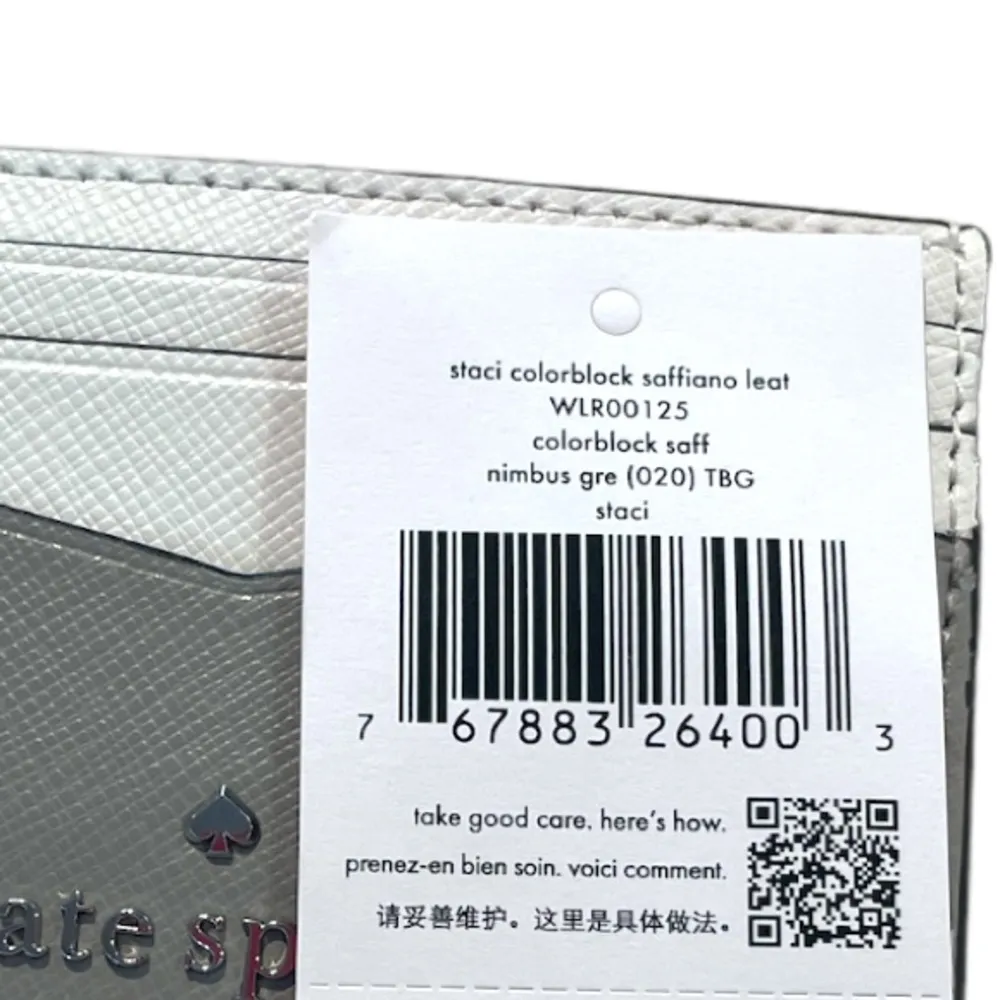 staci colorblock saffiano leat
WLR00125
colorblock saff
nimbus gre (020) TBG
staci
7 67883 26400 3
take good care. here's how.
prenez-en bien soin. voici comment.
请妥善维护。这里是具体做法。
ate sp